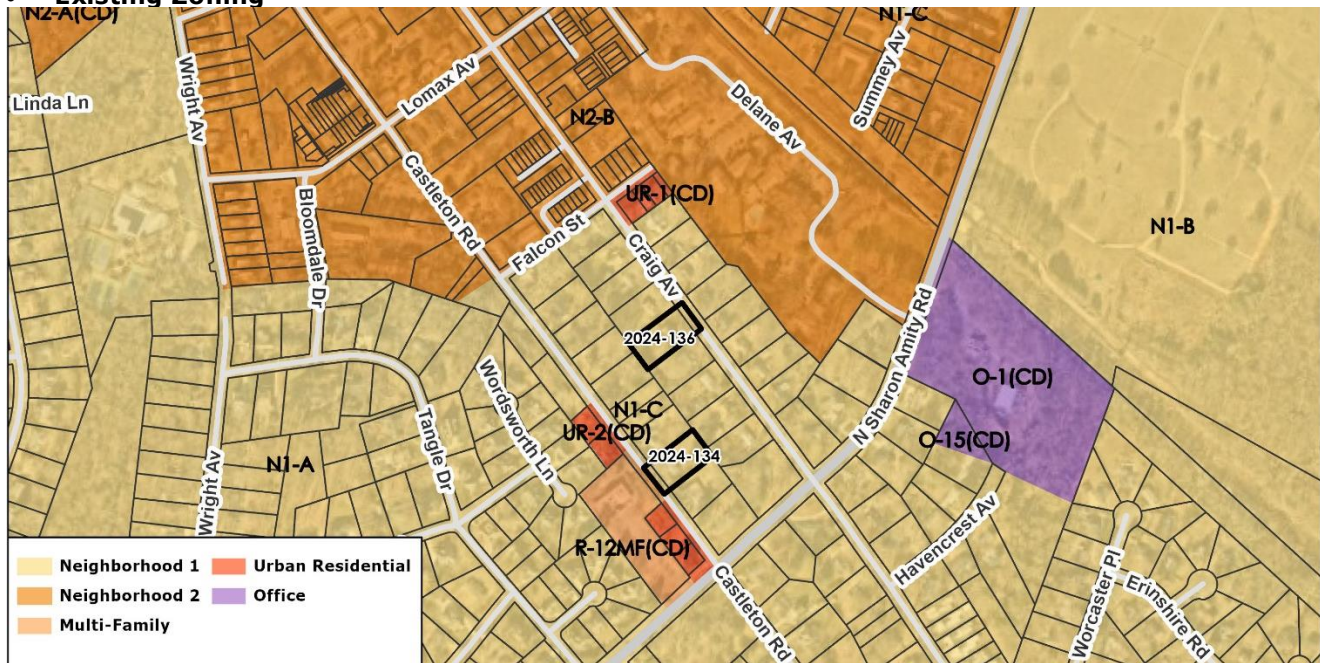 Existing Zoning
N2-A(CD)
N1-C
Linda Ln
Wright Av
Lomax Av
N2-B
Delane Av
Summey Av
Castleton Rd
Bloomdale Dr
UR-1(CD)
N1-B
Falcon St
Craig Av
2024-136
N Sharon Amity Rd
O-1(CD)
Wordsworth Ln
N1-C
UR-2(CD)
O-15(CD)
2024-134
N1-A
Tangle Dr
Wright Av
R-12MF(CD)
Havencrest Av
Castleton Rd
Worcaster Pl
Erinshire Rd
Neighborhood 1
Urban Residential
Neighborhood 2
Office
Multi-Family